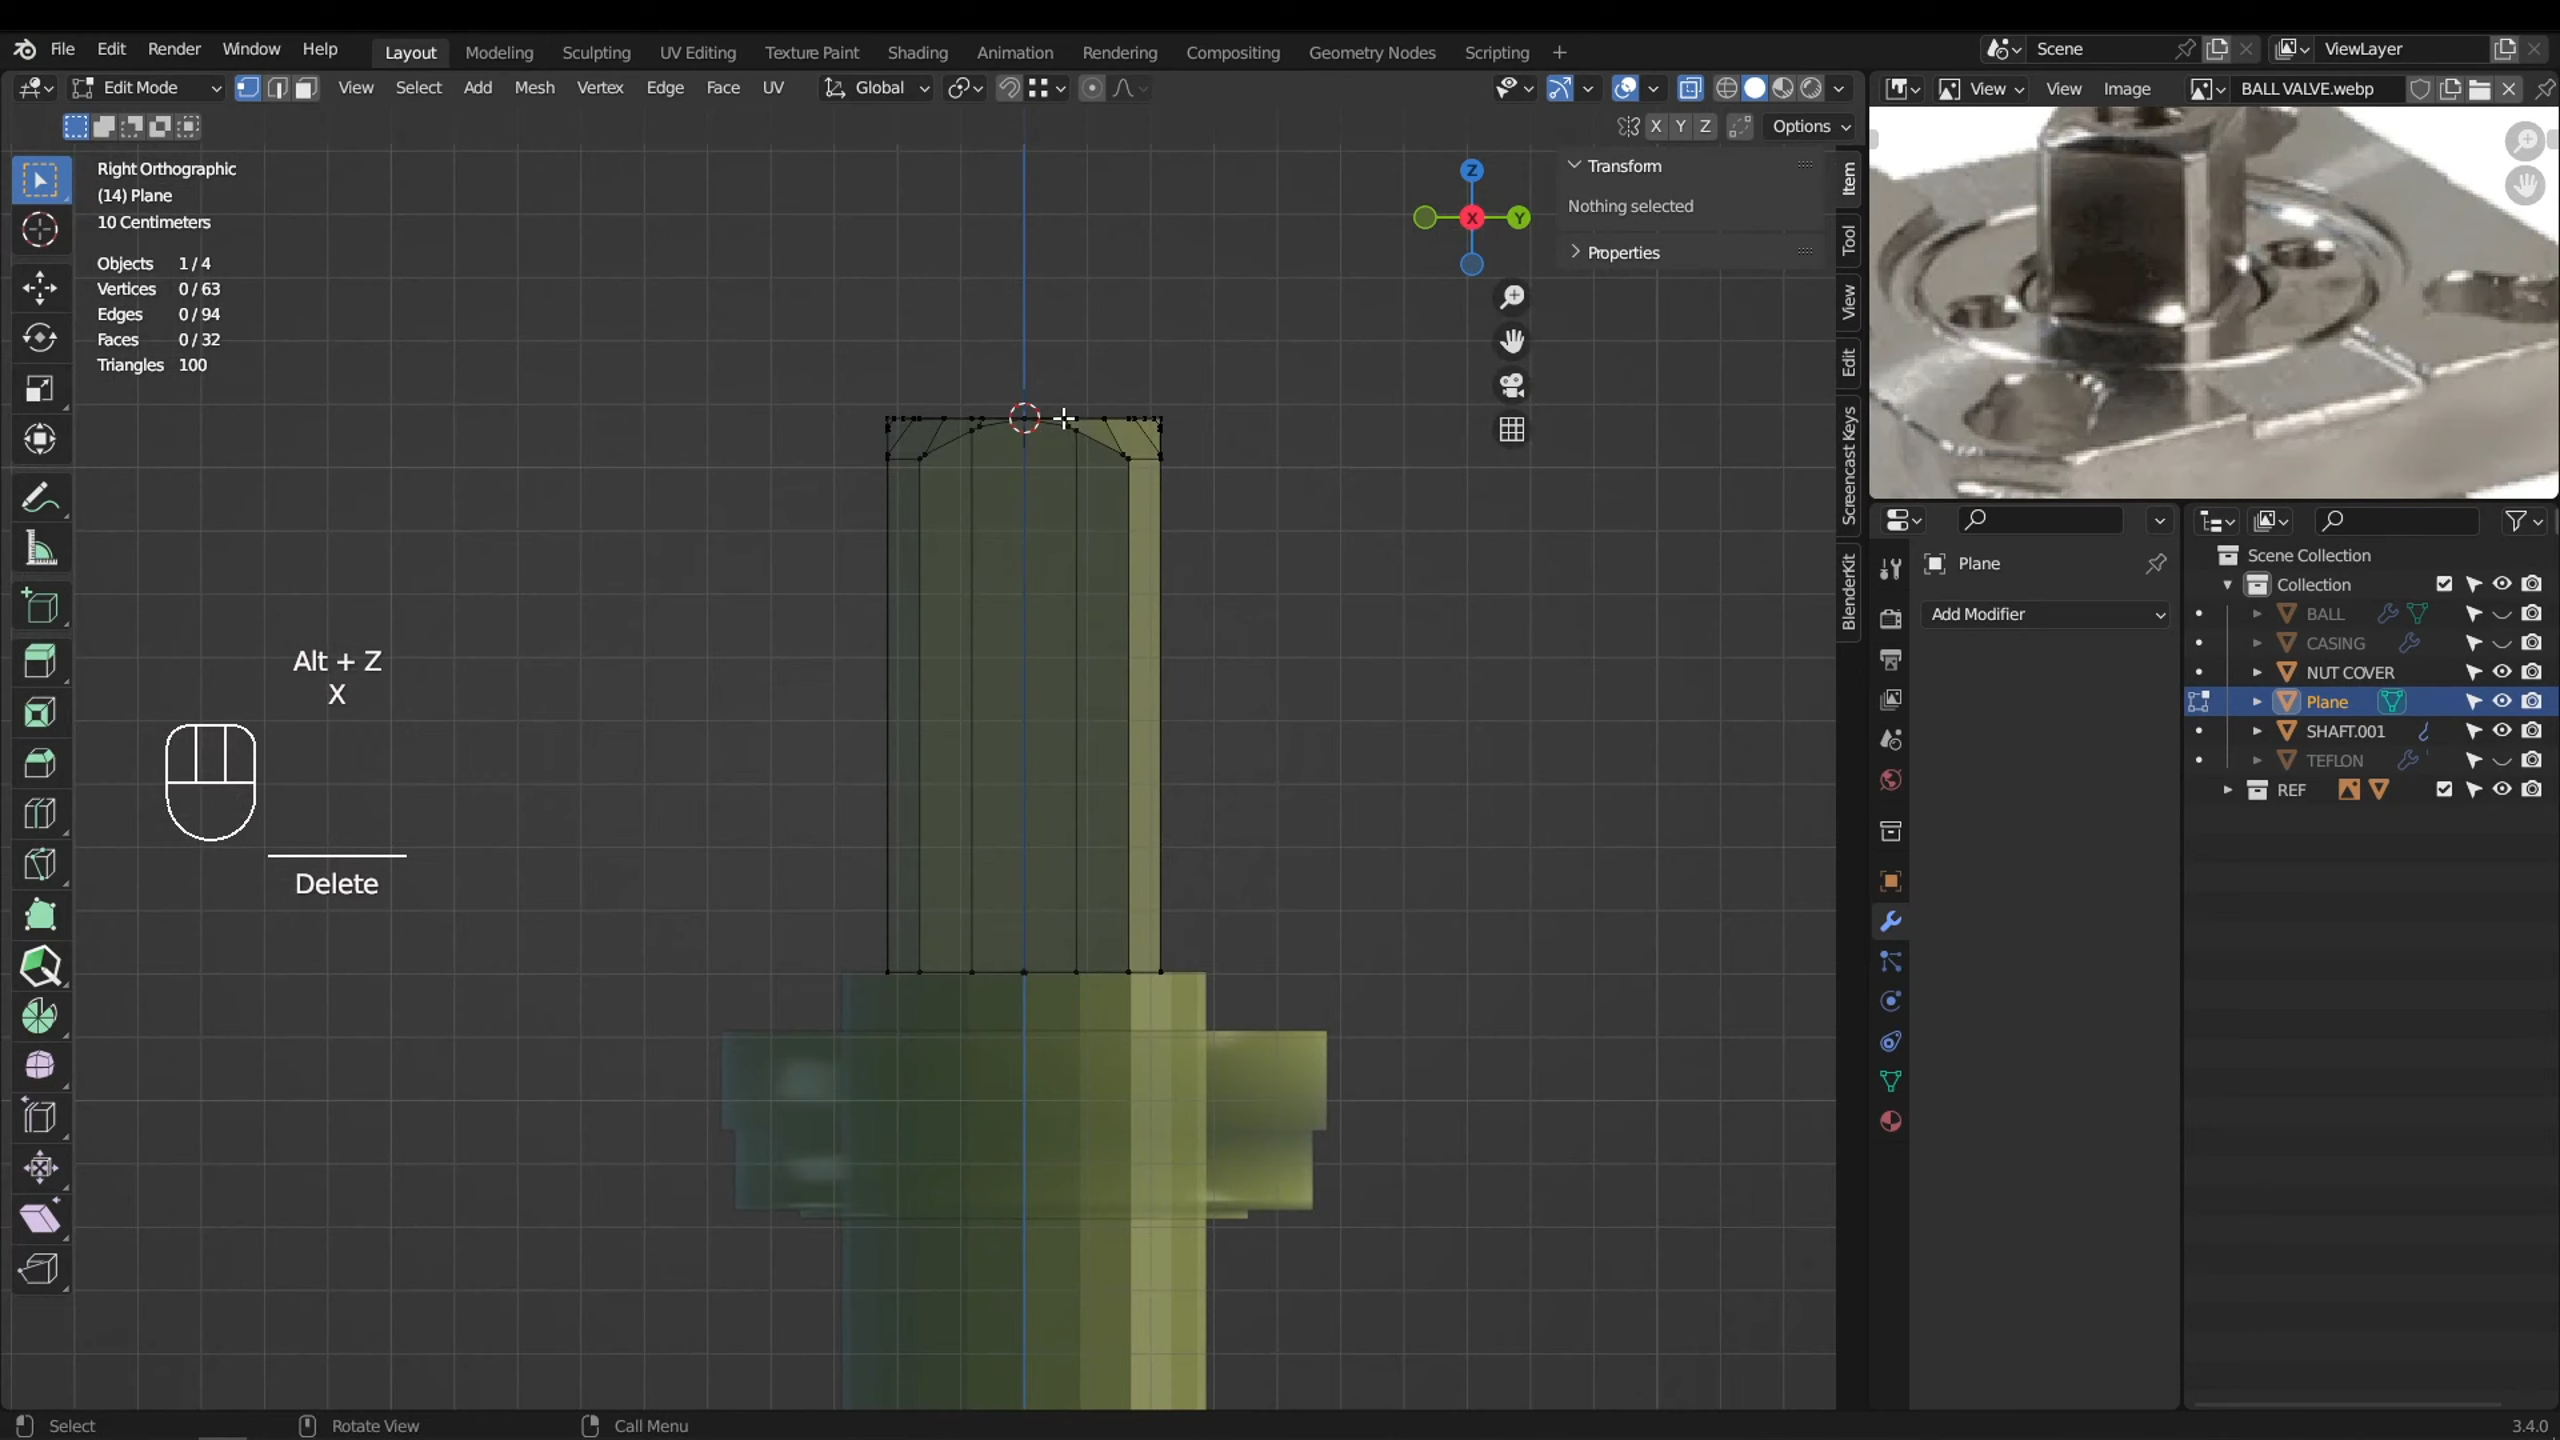 File Edit Render Window Help Layout Modeling Sculpting UV Editing Texture Paint Shading Animation Rendering Compositing Geometry Nodes Scripting + Scene ViewLayer
Edit Mode View Select Add Mesh Vertex Edge Face UV Global View View Image BALL VALVE.webp
X Y Z Options
Right Orthographic
(14) Plane
10 Centimeters
Objects 1 / 4
Vertices 0 / 63
Edges 0 / 94
Faces 0 / 32
Triangles 100
Z
X
Y
Transform
Nothing selected
Properties
Item
Tool
View
Edit
Screencast Keys
BlenderKit
Alt + Z
X
Delete
Plane
Add Modifier
Scene Collection
Collection
BALL
CASING
NUT COVER
Plane
SHAFT.001
TEFLON
REF
Select Rotate View Call Menu 3.4.0